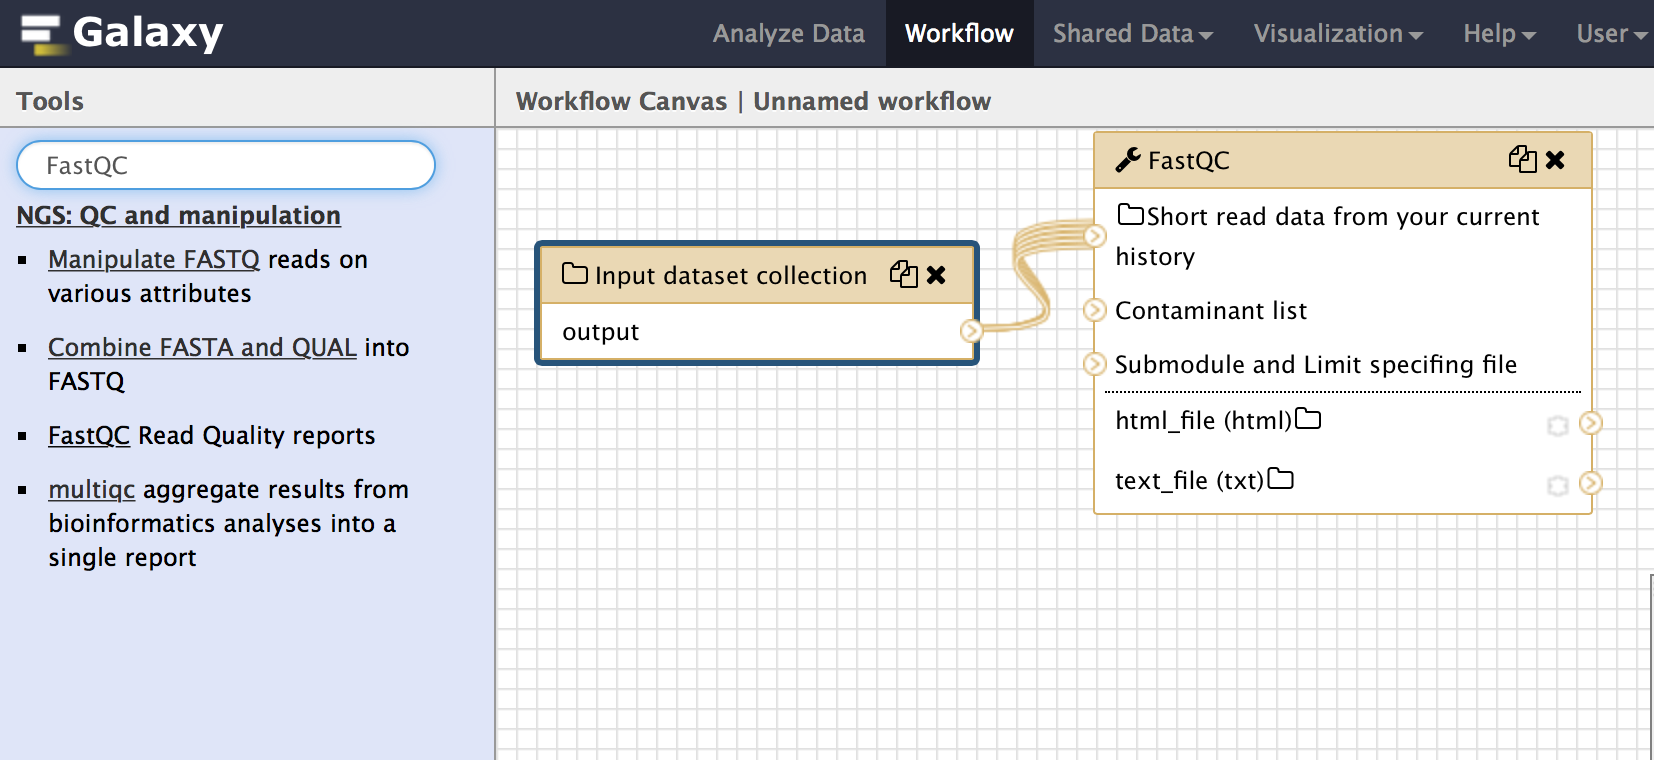 Galaxy
Analyze Data Workflow Shared Data Visualization Help User
Tools
Workflow Canvas | Unnamed workflow
FastQC
NGS: QC and manipulation
Manipulate FASTQ reads on
various attributes
Combine FASTA and QUAL into
FASTQ
FastQC Read Quality reports
multiqc aggregate results from
bioinformatics analyses into a
single report
Input dataset collection
output
FastQC
Short read data from your current
history
Contaminant list
Submodule and Limit specifing file
html_file (html)
text_file (txt)